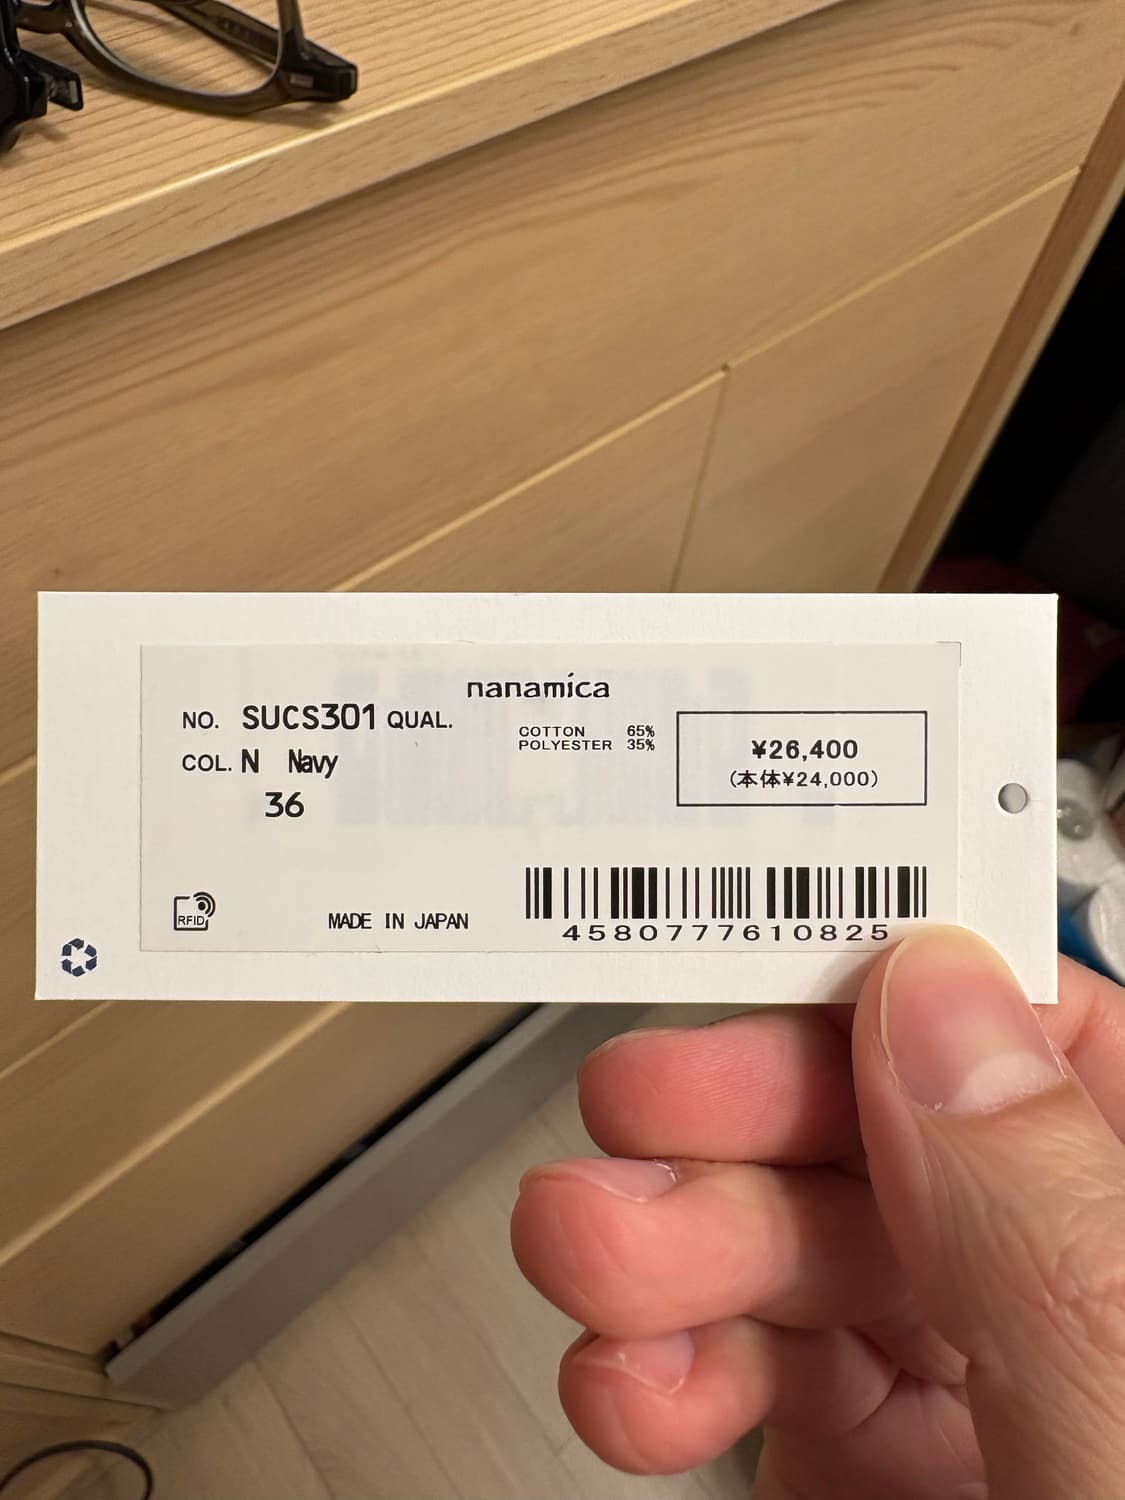 nanamica
NO. SUCS301 QUAL.
COTTON 65%
POLYESTER 35%
COL. N Navy
36
¥26,400
(本体¥24,000)
RFID
MADE IN JAPAN
4580777610825